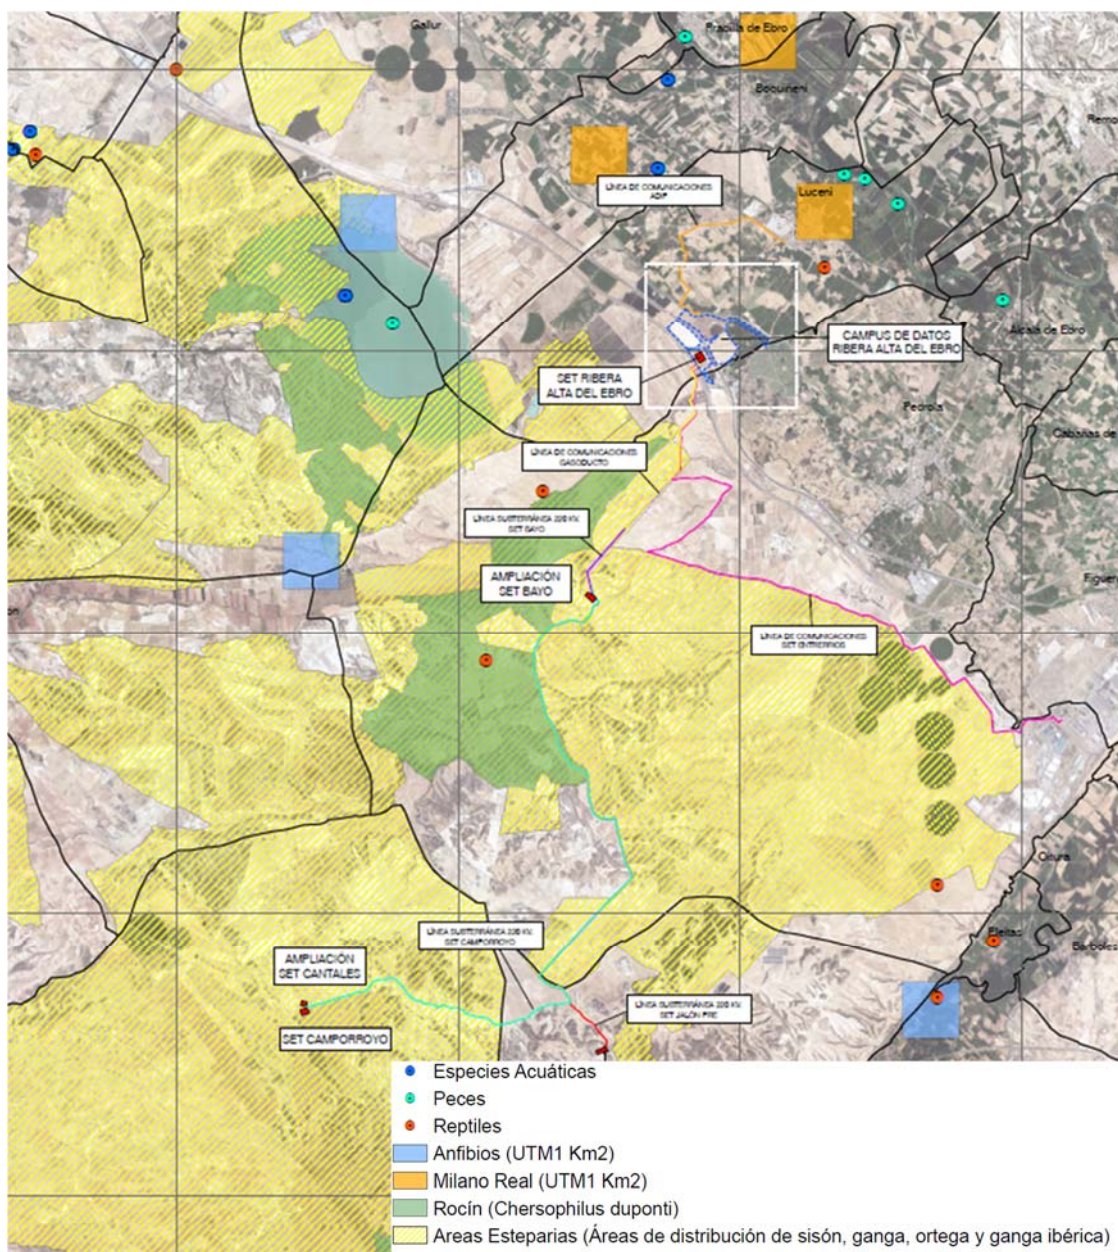 Gallur
Pradilla de Ebro
Boquiñeni
Remo
LÍNEA DE COMUNICACIONES
ADIF
Luceni
Alcalá de Ebro
CAMPUS DE DATOS
RIBERA ALTA DEL EBRO
SET RIBERA
ALTA DEL EBRO
Pedrola
Cabañas de
LÍNEA DE COMUNICACIONES
GASODUCTO
LÍNEA SUBTERRÁNEA 220 KV.
SET BAYO
AMPLIACIÓN
SET BAYO
Figuer
on
LÍNEA DE COMUNICACIONES
SET ENTRERRIOS
Oitura
Pleitas
Bárboles
LÍNEA SUBTERRÁNEA 220 KV.
SET CAMPORROYO
AMPLIACIÓN
SET CANTALES
SET CAMPORROYO
LÍNEA SUBTERRÁNEA 220 KV.
SET JALÓN FRE
Especies Acuáticas
Peces
Reptiles
Anfibios (UTM1 Km2)
Milano Real (UTM1 Km2)
Rocín (Chersophilus duponti)
Areas Esteparias (Áreas de distribución de sisón, ganga, ortega y ganga ibérica)